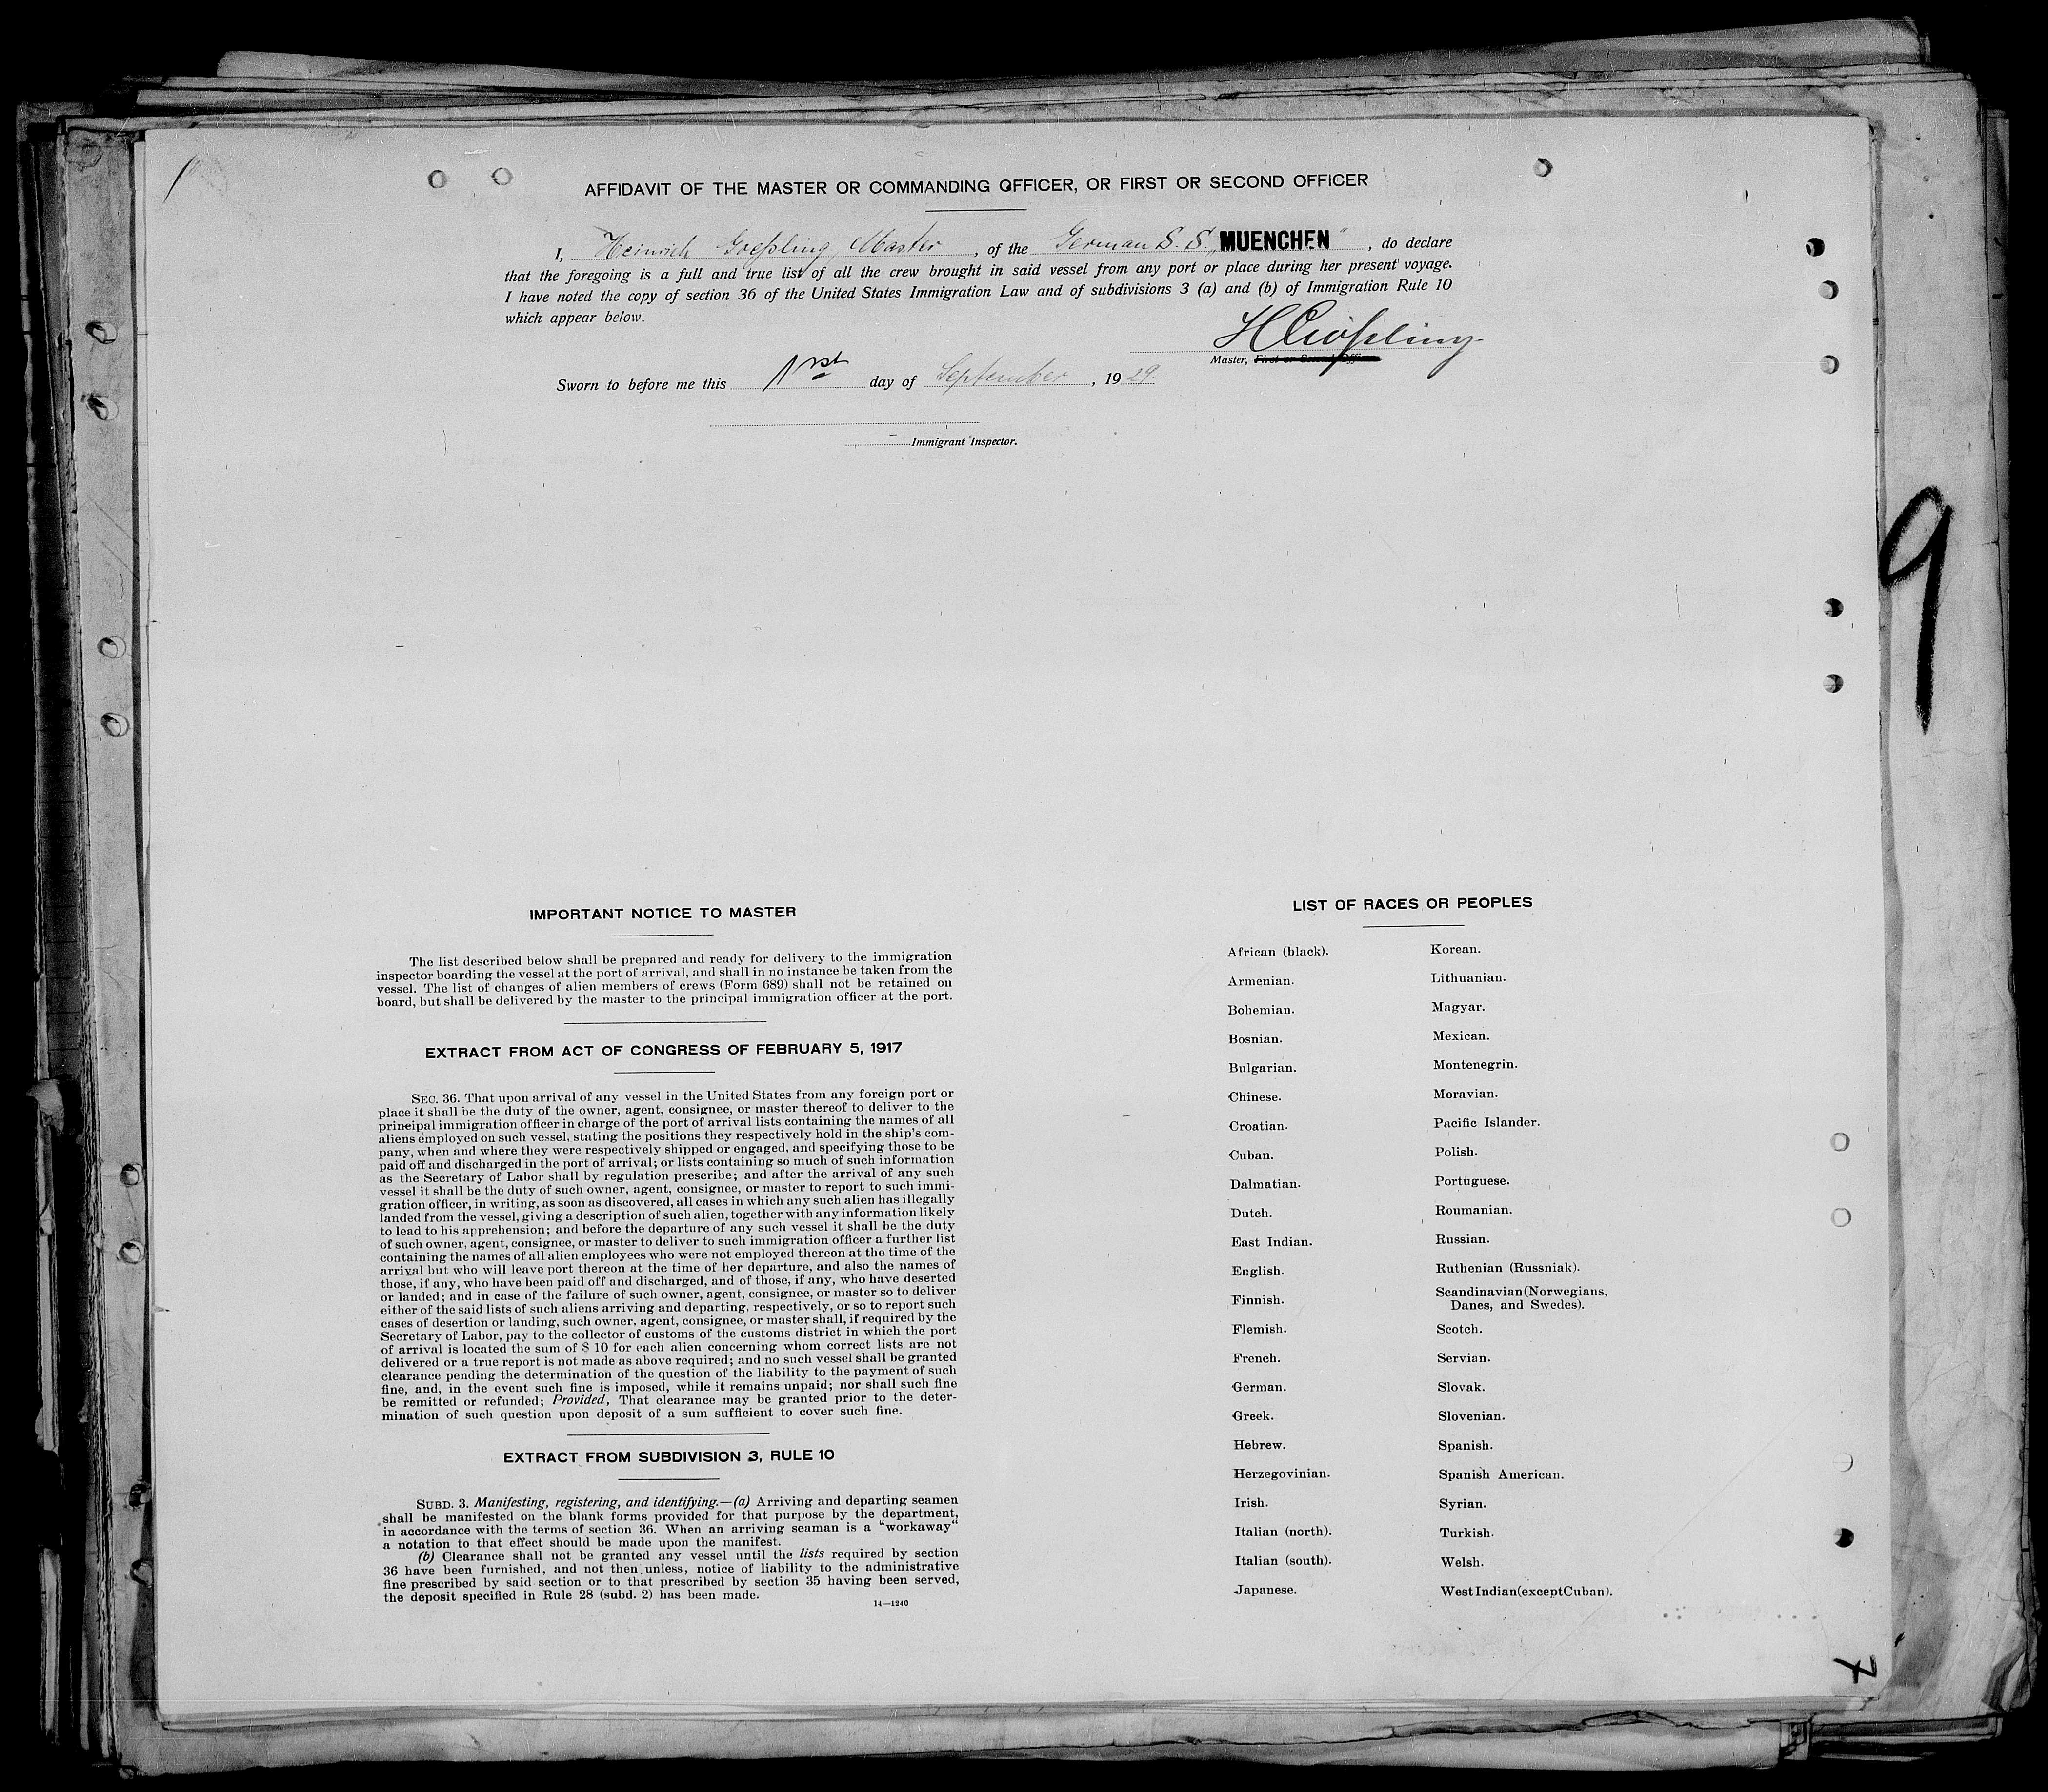 AFFIDAVIT OF THE MASTER OR COMMANDING OFFICER, OR FIRST OR SECOND OFFICER
I, Heinrich Greßling, Master, of the German S. S. „MUENCHEN", do declare
that the foregoing is a full and true list of all the crew brought in said vessel from any port or place during her present voyage.
I have noted the copy of section 36 of the United States Immigration Law and of subdivisions 3 (a) and (b) of Immigration Rule 10
which appear below.
Master, First or Second Officer
Sworn to before me this 1rst day of September, 1929.
Immigrant Inspector.
9
IMPORTANT NOTICE TO MASTER
The list described below shall be prepared and ready for delivery to the immigration
inspector boarding the vessel at the port of arrival, and shall in no instance be taken from the
vessel. The list of changes of alien members of crews (Form 689) shall not be retained on
board, but shall be delivered by the master to the principal immigration officer at the port.
EXTRACT FROM ACT OF CONGRESS OF FEBRUARY 5, 1917
SEC. 36. That upon arrival of any vessel in the United States from any foreign port or
place it shall be the duty of the owner, agent, consignee, or master thereof to deliver to the
principal immigration officer in charge of the port of arrival lists containing the names of all
aliens employed on such vessel, stating the positions they respectively hold in the ship's com-
pany, when and where they were respectively shipped or engaged, and specifying those to be
paid off and discharged in the port of arrival; or lists containing so much of such information
as the Secretary of Labor shall by regulation prescribe; and after the arrival of any such
vessel it shall be the duty of such owner, agent, consignee, or master to report to such immi-
gration officer, in writing, as soon as discovered, all cases in which any such alien has illegally
landed from the vessel, giving a description of such alien, together with any information likely
to lead to his apprehension; and before the departure of any such vessel it shall be the duty
of such owner, agent, consignee, or master to deliver to such immigration officer a further list
containing the names of all alien employees who were not employed thereon at the time of the
arrival but who will leave port thereon at the time of her departure, and also the names of
those, if any, who have been paid off and discharged, and of those, if any, who have deserted
or landed; and in case of the failure of such owner, agent, consignee, or master so to deliver
either of the said lists of such aliens arriving and departing, respectively, or so to report such
cases of desertion or landing, such owner, agent, consignee, or master shall, if required by the
Secretary of Labor, pay to the collector of customs of the customs district in which the port
of arrival is located the sum of $ 10 for each alien concerning whom correct lists are not
delivered or a true report is not made as above required; and no such vessel shall be granted
clearance pending the determination of the question of the liability to the payment of such
fine, and, in the event such fine is imposed, while it remains unpaid; nor shall such fine
be remitted or refunded; Provided, That clearance may be granted prior to the deter-
mination of such question upon deposit of a sum sufficient to cover such fine.
EXTRACT FROM SUBDIVISION 3, RULE 10
SUBD. 3. Manifesting, registering, and identifying.—(a) Arriving and departing seamen
shall be manifested on the blank forms provided for that purpose by the department,
in accordance with the terms of section 36. When an arriving seaman is a "workaway"
a notation to that effect should be made upon the manifest.
(b) Clearance shall not be granted any vessel until the lists required by section
36 have been furnished, and not then unless, notice of liability to the administrative
fine prescribed by said section or to that prescribed by section 35 having been served,
the deposit specified in Rule 28 (subd. 2) has been made.
14—1240
LIST OF RACES OR PEOPLES
African (black).
Armenian.
Bohemian.
Bosnian.
Bulgarian.
Chinese.
Croatian.
Cuban.
Dalmatian.
Dutch.
East Indian.
English.
Finnish.
Flemish.
French.
German.
Greek.
Hebrew.
Herzegovinian.
Irish.
Italian (north).
Italian (south).
Japanese.
Korean.
Lithuanian.
Magyar.
Mexican.
Montenegrin.
Moravian.
Pacific Islander.
Polish.
Portuguese.
Roumanian.
Russian.
Ruthenian (Russniak).
Scandinavian (Norwegians,
Danes, and Swedes).
Scotch.
Servian.
Slovak.
Slovenian.
Spanish.
Spanish American.
Syrian.
Turkish.
Welsh.
West Indian (except Cuban).
7